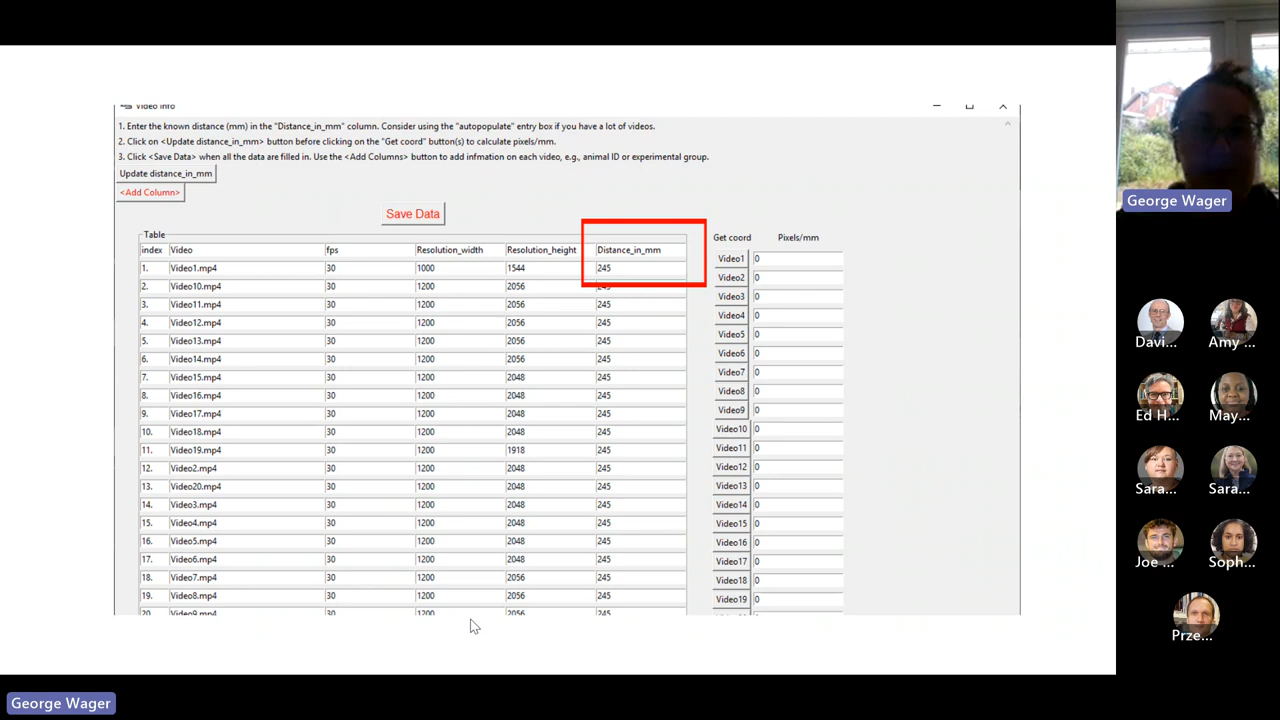 Video Info
1. Enter the known distance (mm) in the "Distance_in_mm" column. Consider using the "autopopulate" entry box if you have a lot of videos.
2. Click on <Update distance_in_mm> button before clicking on the "Get coord" button(s) to calculate pixels/mm.
3. Click <Save Data> when all the data are filled in. Use the <Add Columns> button to add infmation on each video, e.g., animal ID or experimental group.
Update distance_in_mm
<Add Column>
Save Data
Table
index Video fps Resolution_width Resolution_height Distance_in_mm
1. Video1.mp4 30 1000 1544 245
2. Video10.mp4 30 1200 2056 245
3. Video11.mp4 30 1200 2056 245
4. Video12.mp4 30 1200 2056 245
5. Video13.mp4 30 1200 2056 245
6. Video14.mp4 30 1200 2056 245
7. Video15.mp4 30 1200 2048 245
8. Video16.mp4 30 1200 2048 245
9. Video17.mp4 30 1200 2048 245
10. Video18.mp4 30 1200 2048 245
11. Video19.mp4 30 1200 1918 245
12. Video2.mp4 30 1200 2048 245
13. Video20.mp4 30 1200 2048 245
14. Video3.mp4 30 1200 2048 245
15. Video4.mp4 30 1200 2048 245
16. Video5.mp4 30 1200 2048 245
17. Video6.mp4 30 1200 2048 245
18. Video7.mp4 30 1200 2056 245
19. Video8.mp4 30 1200 2056 245
20. Video9.mp4 30 1200 2056 245
Get coord Pixels/mm
Video1 0
Video2 0
Video3 0
Video4 0
Video5 0
Video6 0
Video7 0
Video8 0
Video9 0
Video10 0
Video11 0
Video12 0
Video13 0
Video14 0
Video15 0
Video16 0
Video17 0
Video18 0
Video19 0
George Wager
Davi... Amy ...
Ed H... May...
Sara... Sara...
Joe ... Soph...
Prze...
George Wager